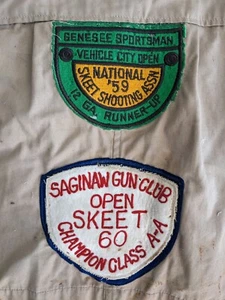 GENESEE SPORTSMAN
VEHICLE CITY OPEN
NATIONAL
'59
SKEET SHOOTING ASSN
12 GA. RUNNER-UP
SAGINAW GUN CLUB
OPEN
SKEET
60
CHAMPION CLASS A-A